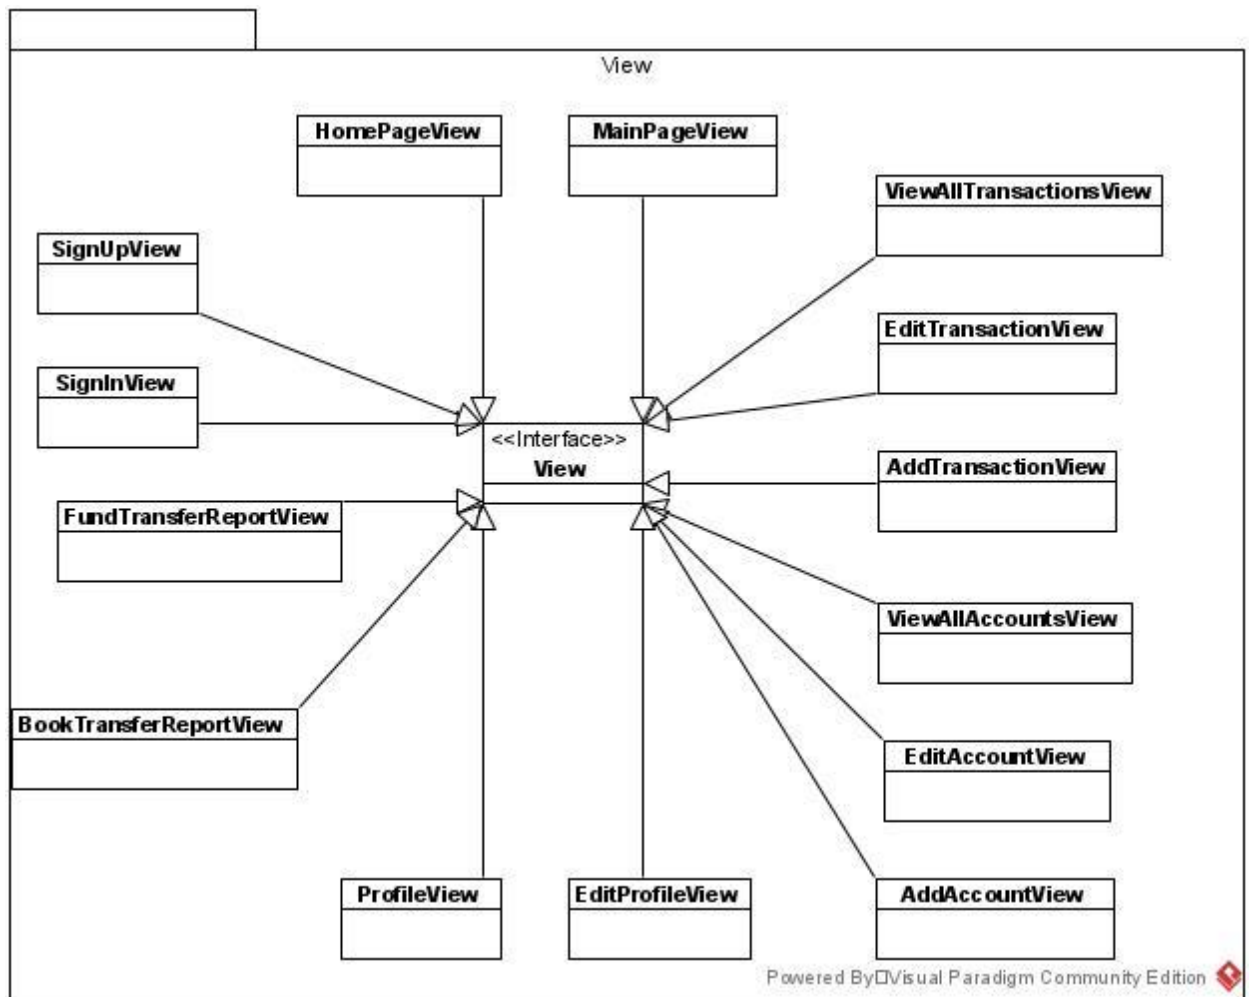 View
HomePageView
MainPageView
ViewAllTransactionsView
SignUpView
EditTransactionView
SignInView
<<Interface>>
View
AddTransactionView
FundTransferReportView
ViewAllAccountsView
BookTransferReportView
EditAccountView
ProfileView
EditProfileView
AddAccountView
Powered By□Visual Paradigm Community Edition